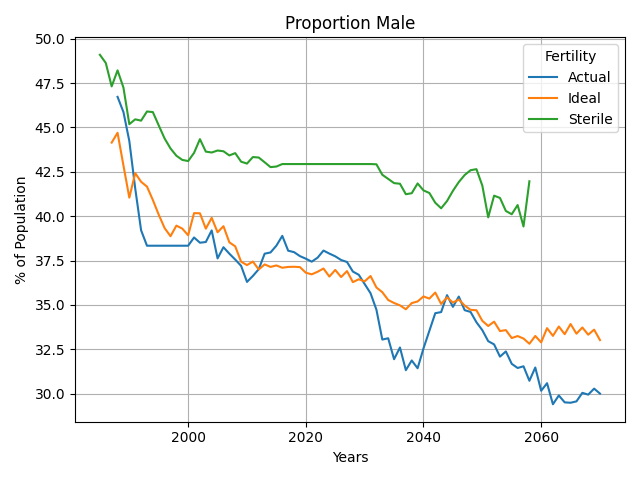 Proportion Male
% of Population
50.0
47.5
45.0
42.5
40.0
37.5
35.0
32.5
30.0
Fertility
Actual
Ideal
Sterile
2000
2020
2040
2060
Years